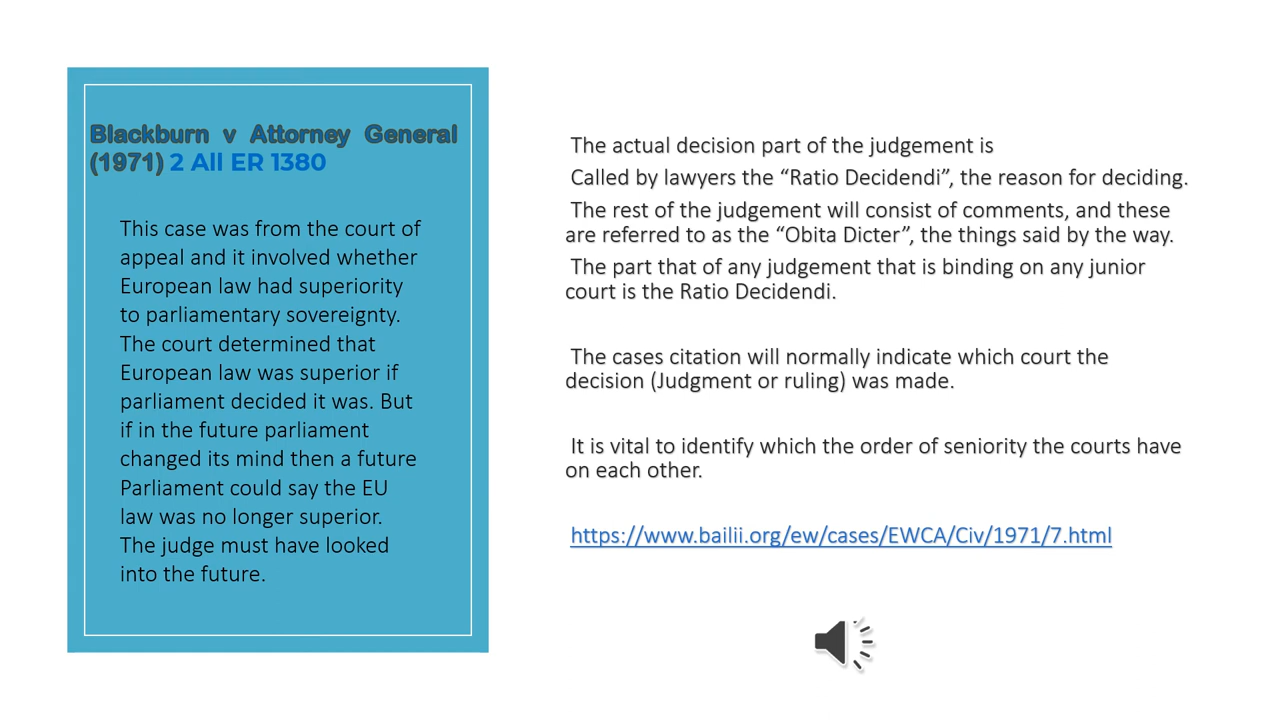 Blackburn v Attorney General
(1971) 2 All ER 1380
This case was from the court of
appeal and it involved whether
European law had superiority
to parliamentary sovereignty.
The court determined that
European law was superior if
parliament decided it was. But
if in the future parliament
changed its mind then a future
Parliament could say the EU
law was no longer superior.
The judge must have looked
into the future.
The actual decision part of the judgement is
Called by lawyers the “Ratio Decidendi”, the reason for deciding.
The rest of the judgement will consist of comments, and these
are referred to as the “Obita Dicter”, the things said by the way.
The part that of any judgement that is binding on any junior
court is the Ratio Decidendi.
The cases citation will normally indicate which court the
decision (Judgment or ruling) was made.
It is vital to identify which the order of seniority the courts have
on each other.
https://www.bailii.org/ew/cases/EWCA/Civ/1971/7.html